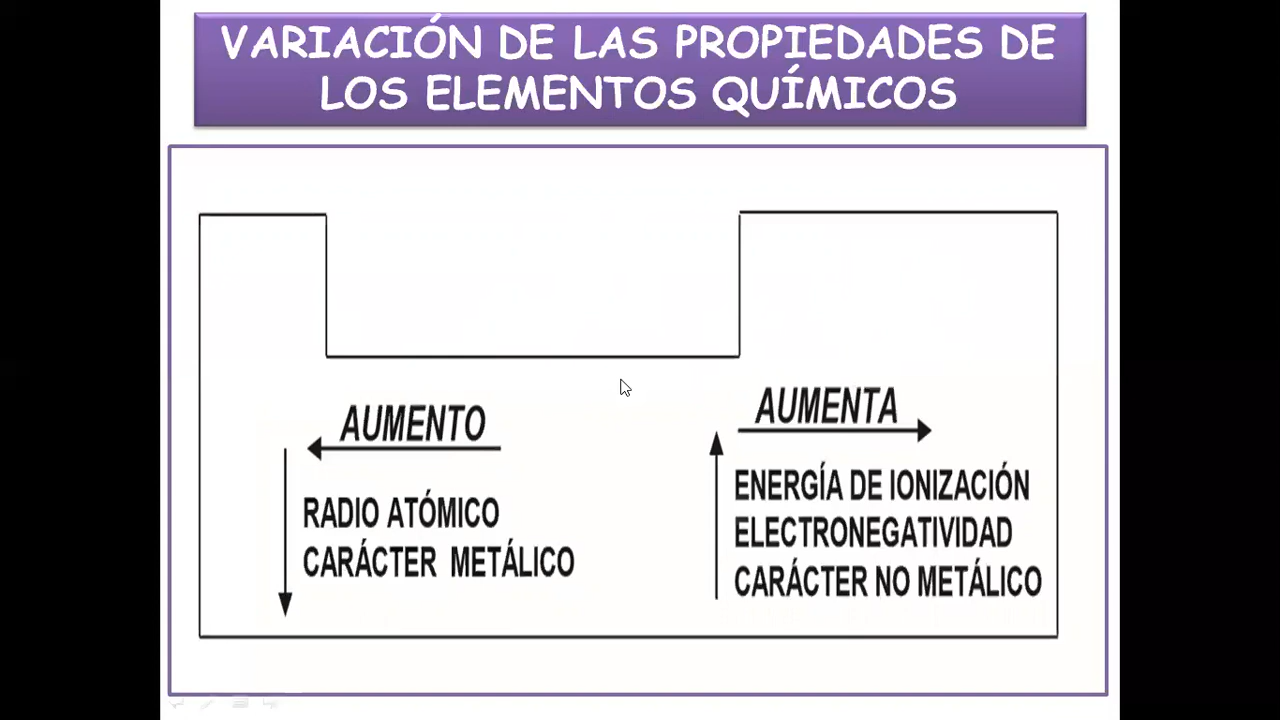 VARIACIÓN DE LAS PROPIEDADES DE
LOS ELEMENTOS QUÍMICOS
AUMENTO
RADIO ATÓMICO
CARÁCTER METÁLICO
AUMENTA
ENERGÍA DE IONIZACIÓN
ELECTRONEGATIVIDAD
CARÁCTER NO METÁLICO